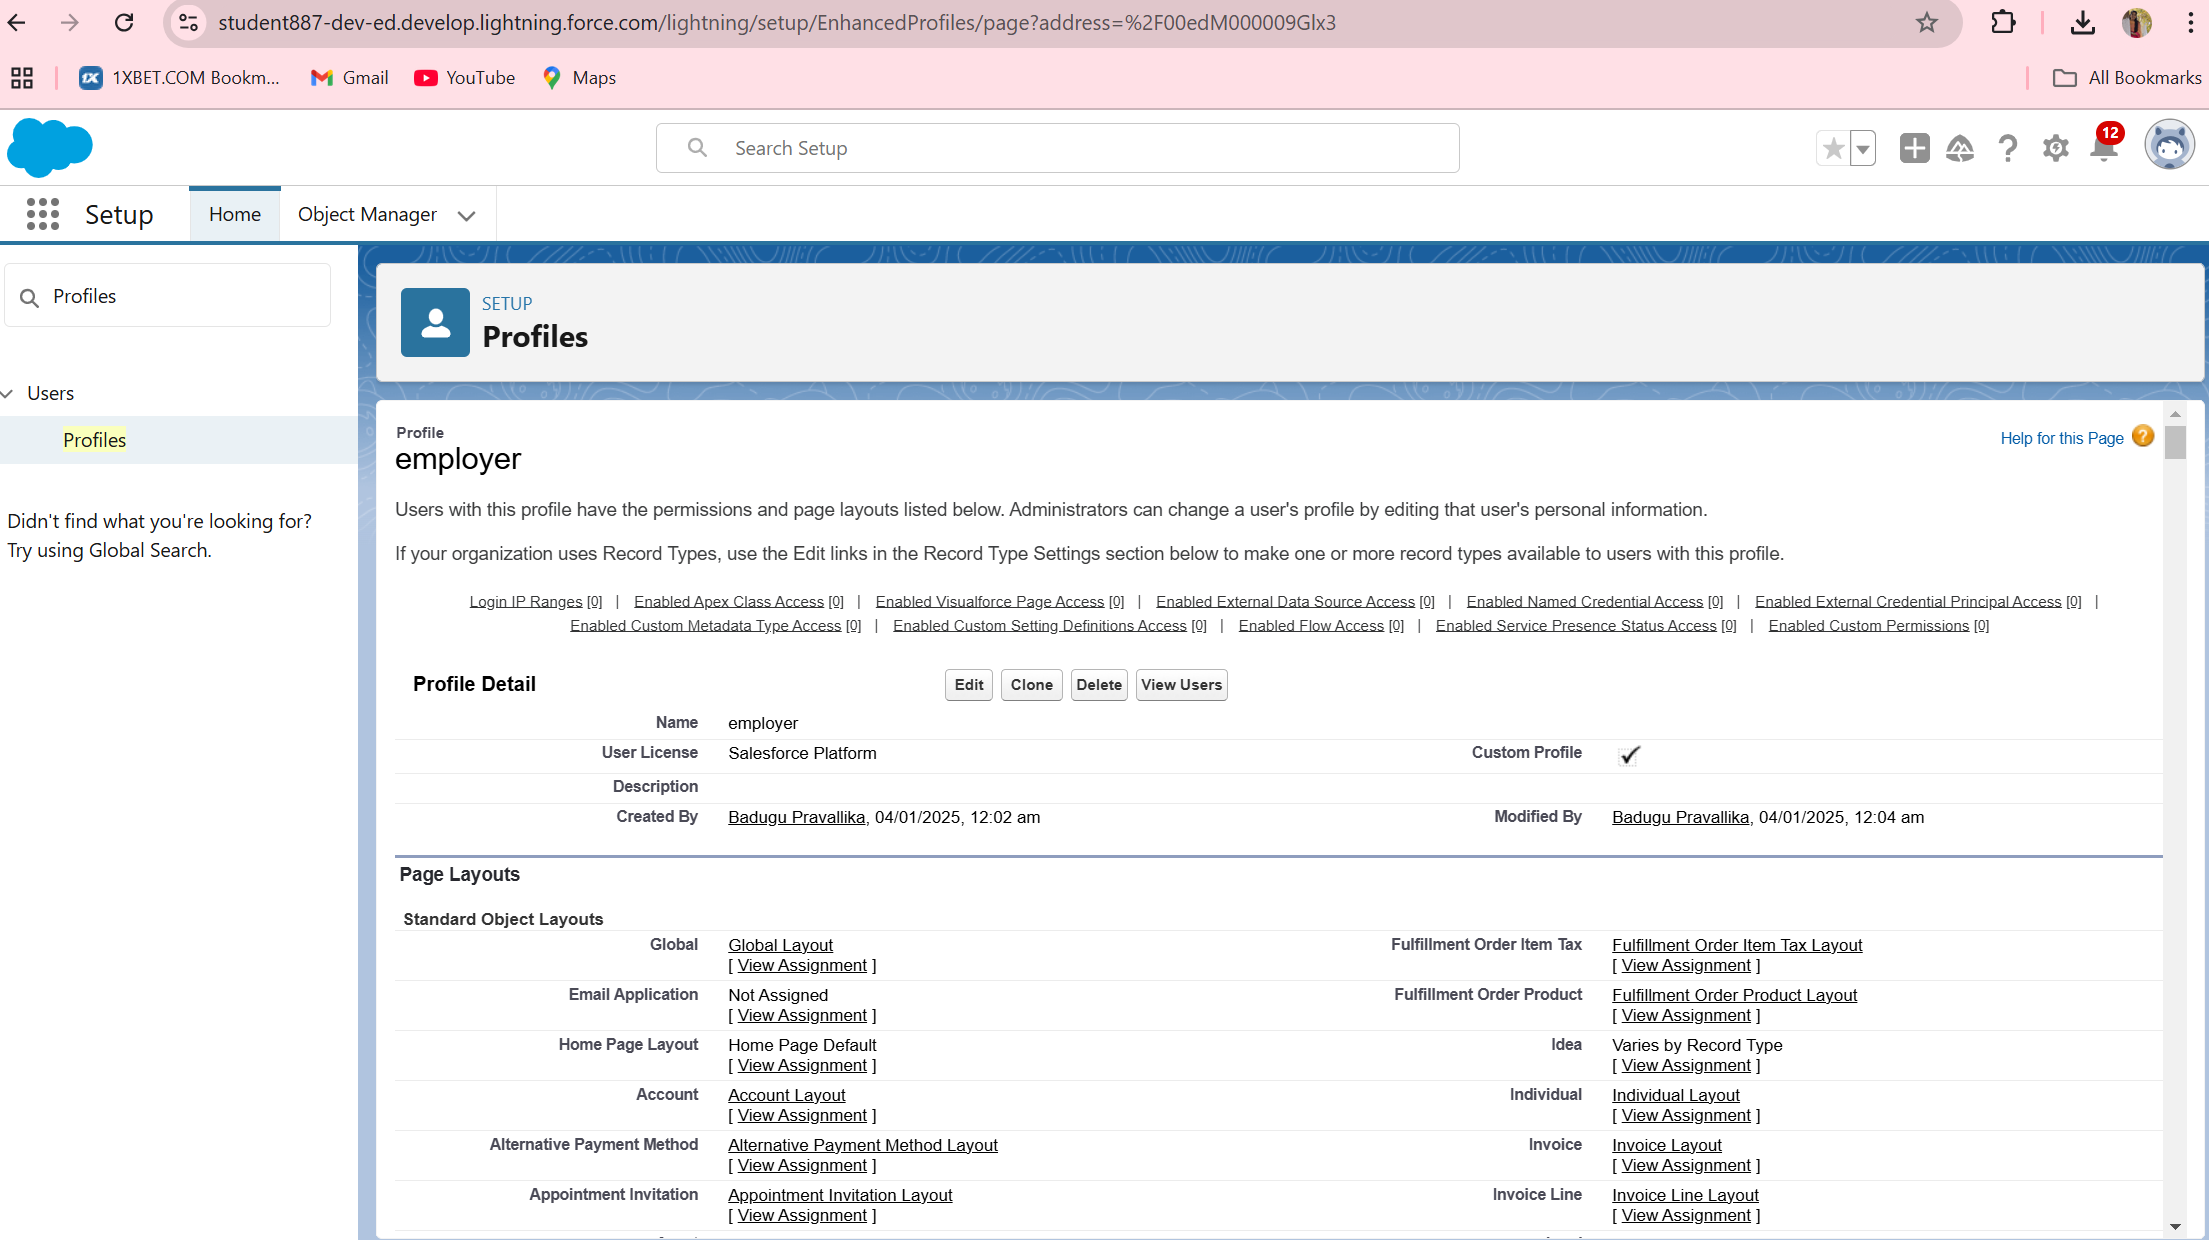 student887-dev-ed.develop.lightning.force.com/lightning/setup/EnhancedProfiles/page?address=%2F00edM000009Glx3
1XBET.COM Bookm... Gmail YouTube Maps All Bookmarks
Search Setup
12
Setup Home Object Manager
Profiles
Users
Profiles
Didn't find what you're looking for?
Try using Global Search.
SETUP
Profiles
Profile
employer
Help for this Page
Users with this profile have the permissions and page layouts listed below. Administrators can change a user's profile by editing that user's personal information.
If your organization uses Record Types, use the Edit links in the Record Type Settings section below to make one or more record types available to users with this profile.
Login IP Ranges [0] | Enabled Apex Class Access [0] | Enabled Visualforce Page Access [0] | Enabled External Data Source Access [0] | Enabled Named Credential Access [0] | Enabled External Credential Principal Access [0] |
Enabled Custom Metadata Type Access [0] | Enabled Custom Setting Definitions Access [0] | Enabled Flow Access [0] | Enabled Service Presence Status Access [0] | Enabled Custom Permissions [0]
Profile Detail Edit Clone Delete View Users
Name employer
User License Salesforce Platform Custom Profile
Description
Created By Badugu Pravallika, 04/01/2025, 12:02 am Modified By Badugu Pravallika, 04/01/2025, 12:04 am
Page Layouts
Standard Object Layouts
Global Global Layout Fulfillment Order Item Tax Fulfillment Order Item Tax Layout
[ View Assignment ] [ View Assignment ]
Email Application Not Assigned Fulfillment Order Product Fulfillment Order Product Layout
[ View Assignment ] [ View Assignment ]
Home Page Layout Home Page Default Idea Varies by Record Type
[ View Assignment ] [ View Assignment ]
Account Account Layout Individual Individual Layout
[ View Assignment ] [ View Assignment ]
Alternative Payment Method Alternative Payment Method Layout Invoice Invoice Layout
[ View Assignment ] [ View Assignment ]
Appointment Invitation Appointment Invitation Layout Invoice Line Invoice Line Layout
[ View Assignment ] [ View Assignment ]